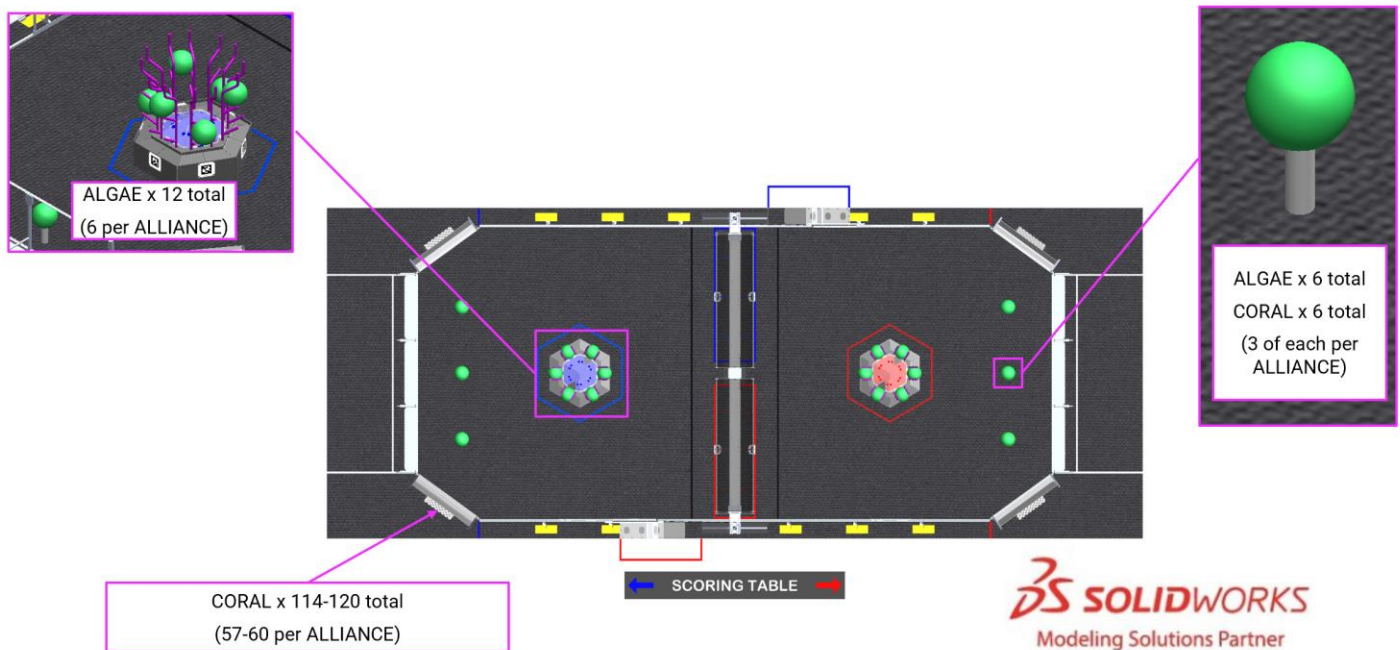 ALGAE x 12 total
(6 per ALLIANCE)
ALGAE x 6 total
CORAL x 6 total
(3 of each per
ALLIANCE)
SCORING TABLE
CORAL x 114-120 total
(57-60 per ALLIANCE)
SOLIDWORKS
Modeling Solutions Partner